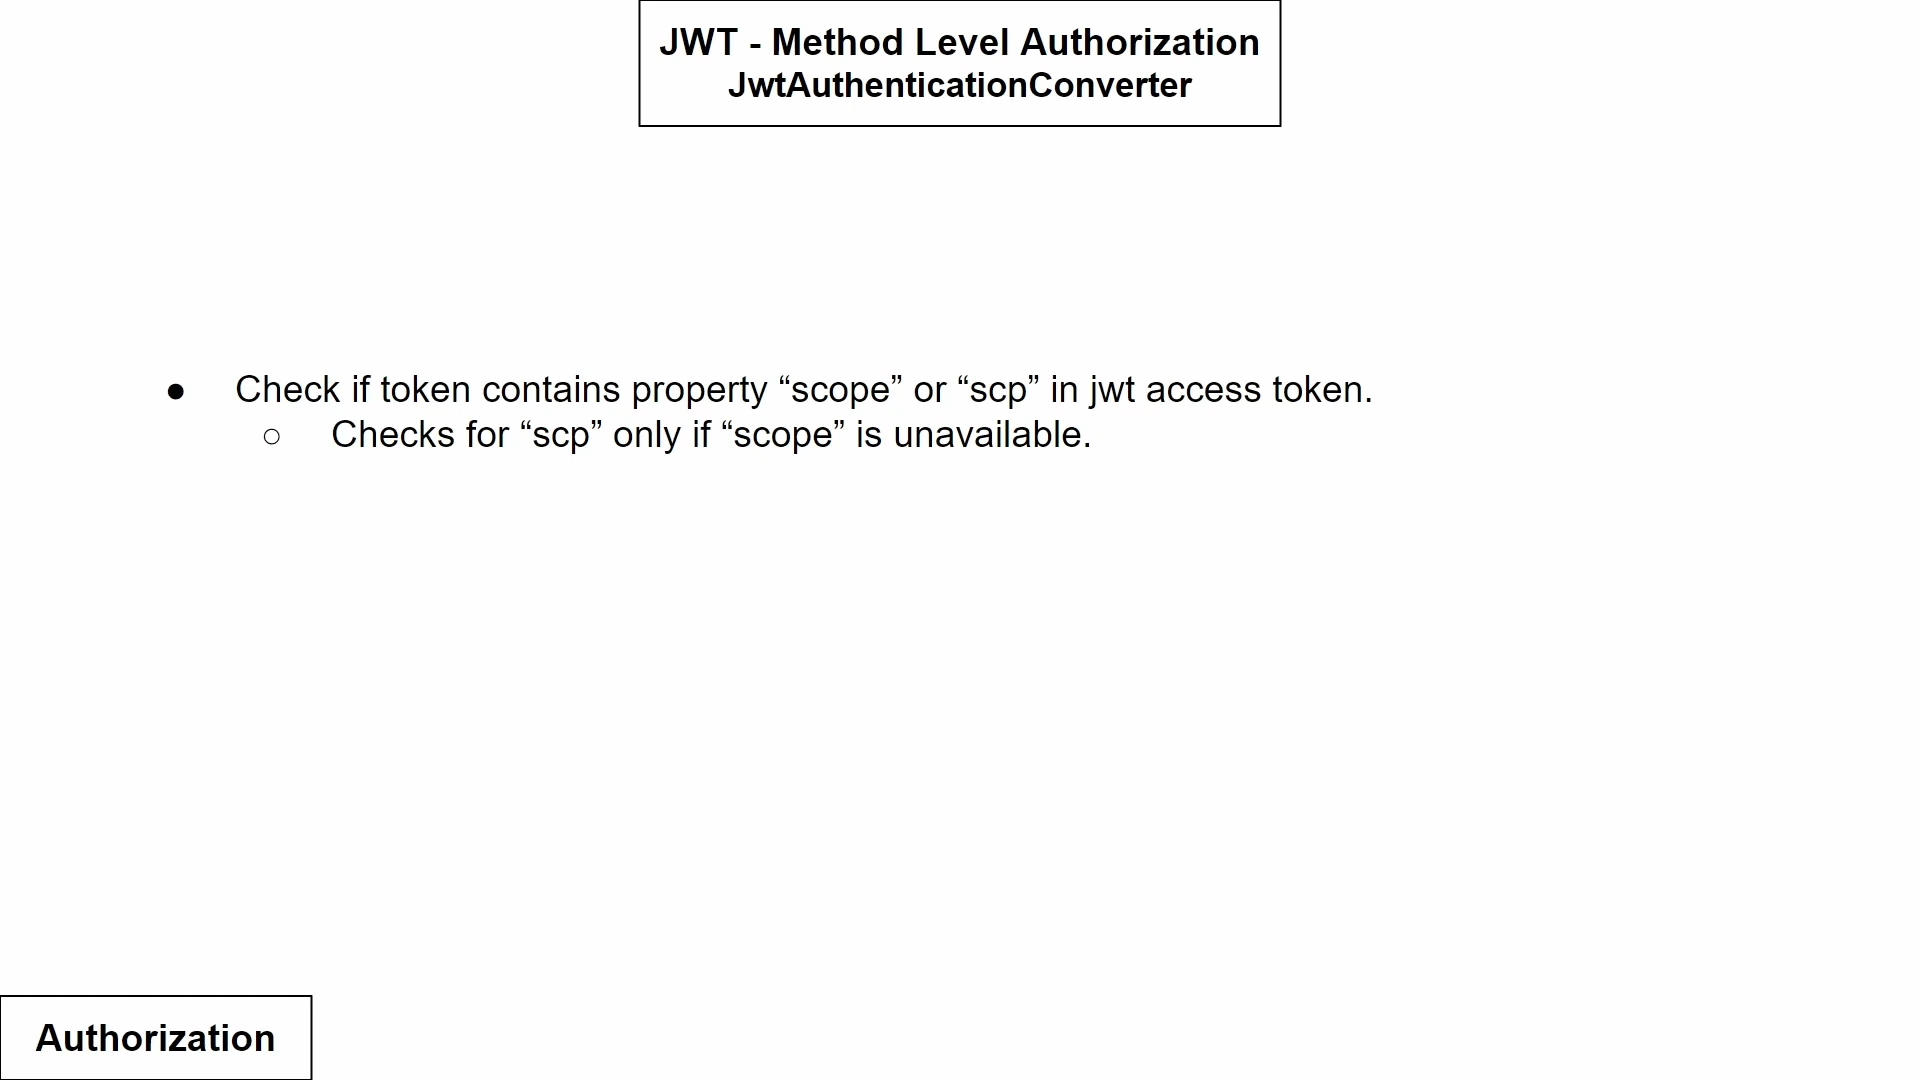 JWT - Method Level Authorization
JwtAuthenticationConverter
● Check if token contains property “scope” or “scp” in jwt access token.
○ Checks for “scp” only if “scope” is unavailable.
Authorization